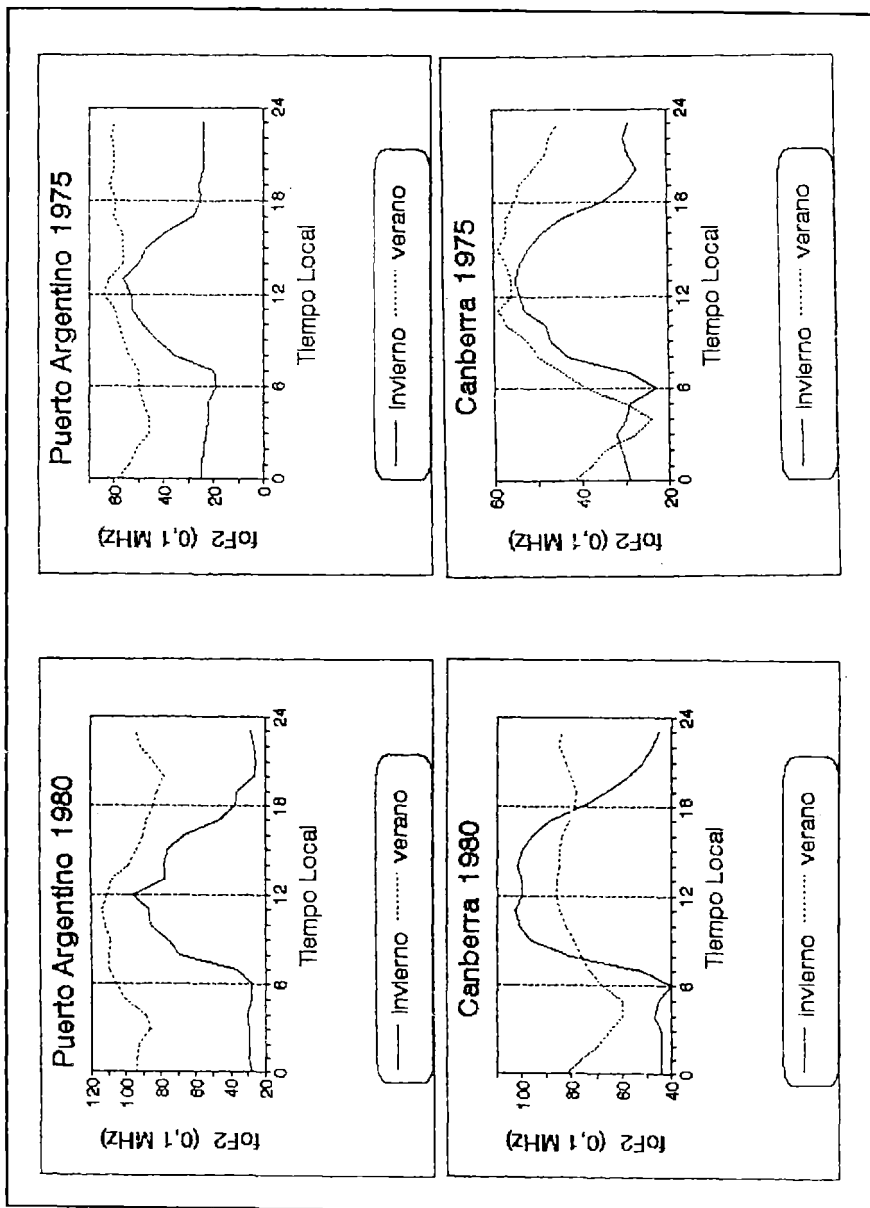 Puerto Argentino 1980
foF2 (0,1 MHz)
120
100
80
60
40
20
0 6 12 18 24
Tiempo Local
invierno verano
Puerto Argentino 1975
foF2 (0,1 MHz)
80
60
40
20
0
0 6 12 18 24
Tiempo Local
invierno verano
Canberra 1980
foF2 (0,1 MHz)
100
80
60
40
0 6 12 18 24
Tiempo Local
invierno verano
Canberra 1975
foF2 (0,1 MHz)
60
40
20
0 6 12 18 24
Tiempo Local
invierno verano